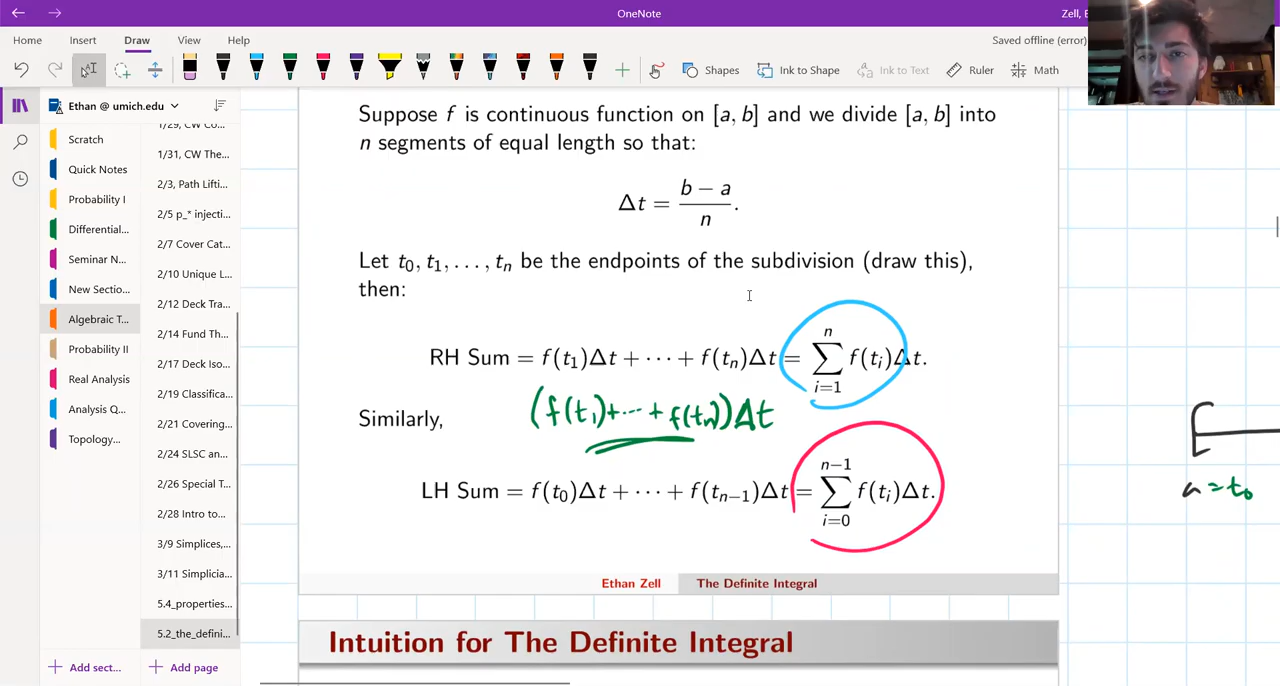 OneNote
Zell, E
Home Insert Draw View Help
Saved offline (error)
Shapes Ink to Shape Ink to Text Ruler Math
Ethan @ umich.edu
Scratch
Quick Notes
Probability I
Differential...
Seminar N...
New Sectio...
Algebraic T...
Probability II
Real Analysis
Analysis Q...
Topology...
Add sect...
1/29, CW Co...
1/31, CW The...
2/3, Path Lifti...
2/5 p_* injecti...
2/7 Cover Cat...
2/10 Unique L...
2/12 Deck Tra...
2/14 Fund Th...
2/17 Deck Iso...
2/19 Classifica...
2/21 Covering...
2/24 SLSC an...
2/26 Special T...
2/28 Intro to...
3/9 Simplices,...
3/11 Simplicia...
5.4_properties...
5.2_the_defini...
Add page
Suppose f is continuous function on [a, b] and we divide [a, b] into
n segments of equal length so that:
Δt = (b − a)/n.
Let t₀, t₁, . . . , tₙ be the endpoints of the subdivision (draw this),
then:
RH Sum = f(t₁)Δt + · · · + f(tₙ)Δt = ∑ᵢ₌₁ⁿ f(tᵢ)Δt.
(f(t₁)+···+f(tₙ))Δt
Similarly,
LH Sum = f(t₀)Δt + · · · + f(tₙ₋₁)Δt = ∑ᵢ₌₀ⁿ⁻¹ f(tᵢ)Δt.
a = t₀
Ethan Zell The Definite Integral
Intuition for The Definite Integral